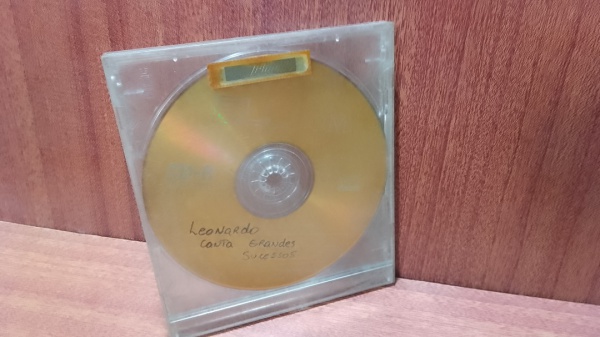 Leonardo
Canta Grandes
Sucessos